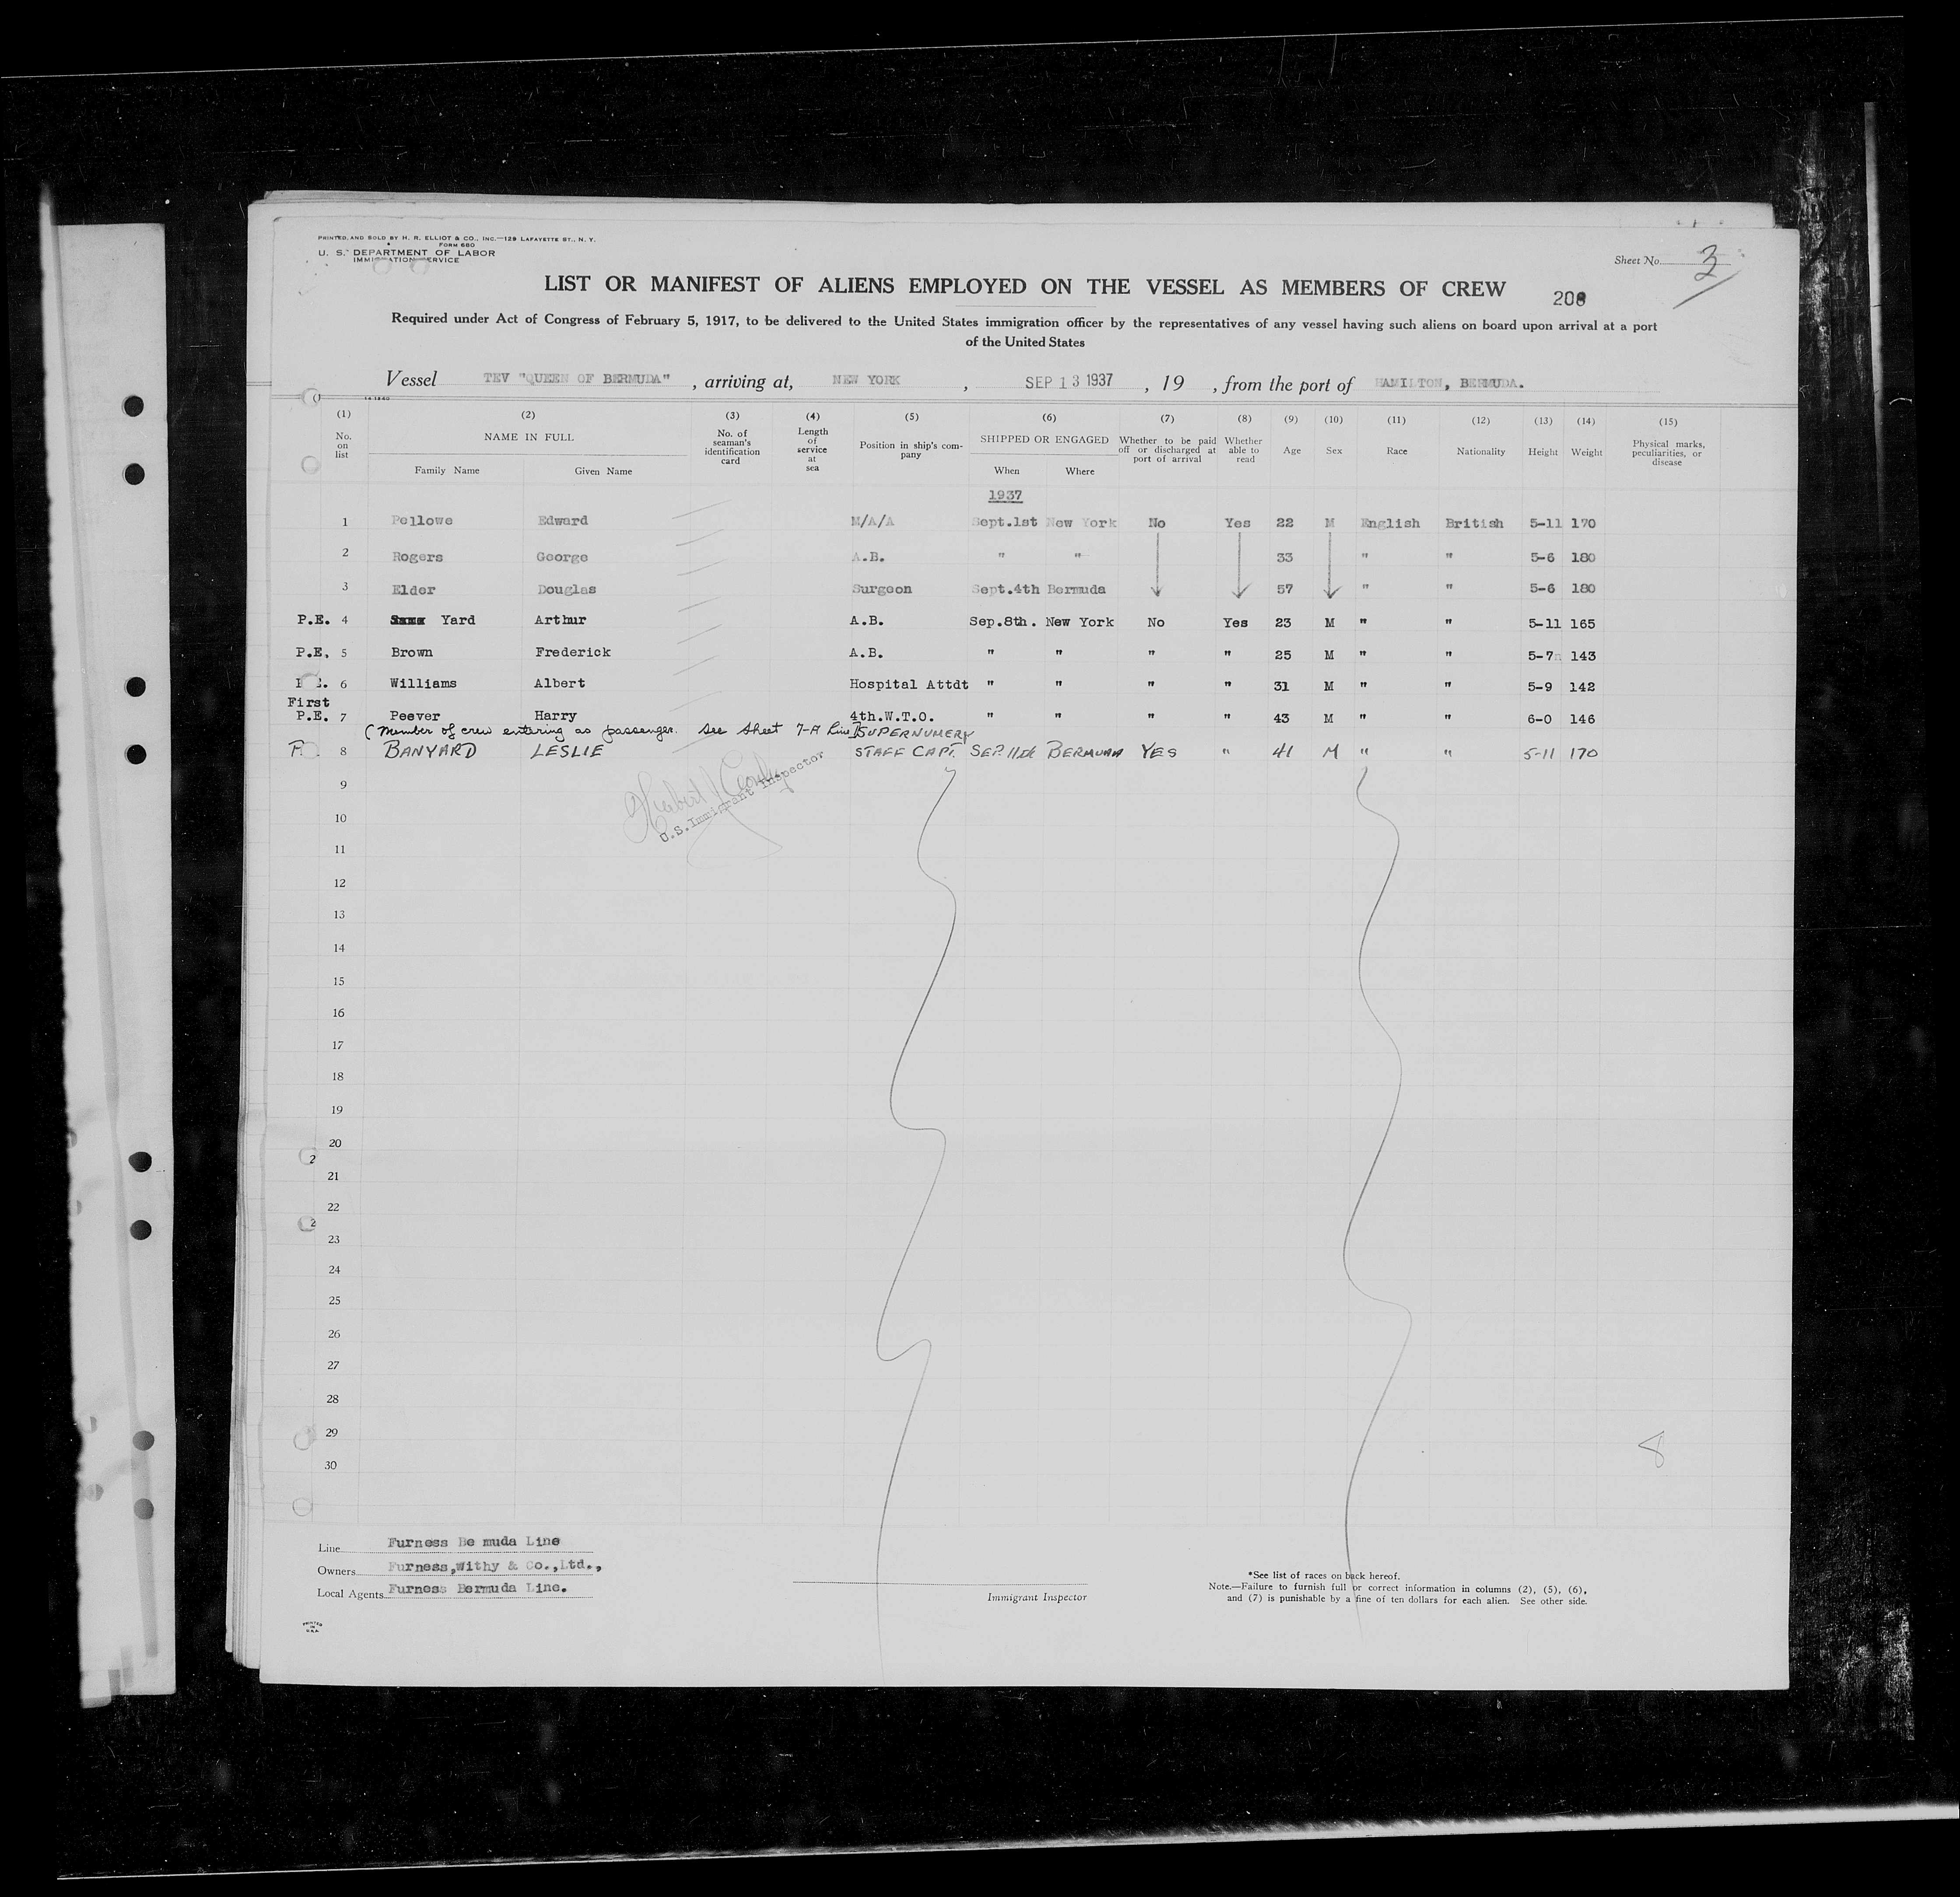 PRINTED AND SOLD BY H. R. ELLIOT & CO., INC.—129 LAFAYETTE ST., N. Y.
FORM 680
U. S. DEPARTMENT OF LABOR
IMMIGRATION SERVICE
Sheet No. 3
LIST OR MANIFEST OF ALIENS EMPLOYED ON THE VESSEL AS MEMBERS OF CREW 208
Required under Act of Congress of February 5, 1917, to be delivered to the United States immigration officer by the representatives of any vessel having such aliens on board upon arrival at a port
of the United States
Vessel TEV "QUEEN OF BERMUDA" , arriving at, NEW YORK , SEP 13 1937 , 19 , from the port of HAMILTON, BERMUDA.
(1) (2) (3) (4) (5) (6) (7) (8) (9) (10) (11) (12) (13) (14) (15)
No. on list NAME IN FULL Family Name Given Name No. of seaman's identification card Length of service at sea Position in ship's company SHIPPED OR ENGAGED When Where Whether to be paid off or discharged at port of arrival Whether able to read Age Sex Race Nationality Height Weight Physical marks, peculiarities, or disease
1937
1 Pellowe Edward M/A/A Sept.1st New York No Yes 22 M English British 5-11 170
2 Rogers George A.B. " " 33 " " 5-6 180
3 Elder Douglas Surgeon Sept.4th Bermuda 57 " " 5-6 180
P.E. 4 Yard Arthur A.B. Sep.8th. New York No Yes 23 M " " 5-11 165
P.E. 5 Brown Frederick A.B. " " " " 25 M " " 5-7 143
6 Williams Albert Hospital Attdt " " " " 31 M " " 5-9 142
First
P.E. 7 Peever Harry 4th.W.T.O. " " " " 43 M " " 6-0 146
(Member of crew entering as passenger. See Sheet 7-A Line SUPERNUMERY
P. 8 BANYARD LESLIE STAFF CAPT. SEP. 11th BERMUDA YES " 41 M " " 5-11 170
U.S. Immigrant Inspector
9
10
11
12
13
14
15
16
17
18
19
20
21
22
23
24
25
26
27
28
29
30
8
Line Furness Be muda Line
Owners Furness,Withy & Co.,Ltd.,
Local Agents Furness Bermuda Line.
Immigrant Inspector
*See list of races on back hereof.
Note.—Failure to furnish full or correct information in columns (2), (5), (6),
and (7) is punishable by a fine of ten dollars for each alien. See other side.
PRINTED
IN
U.S.A.